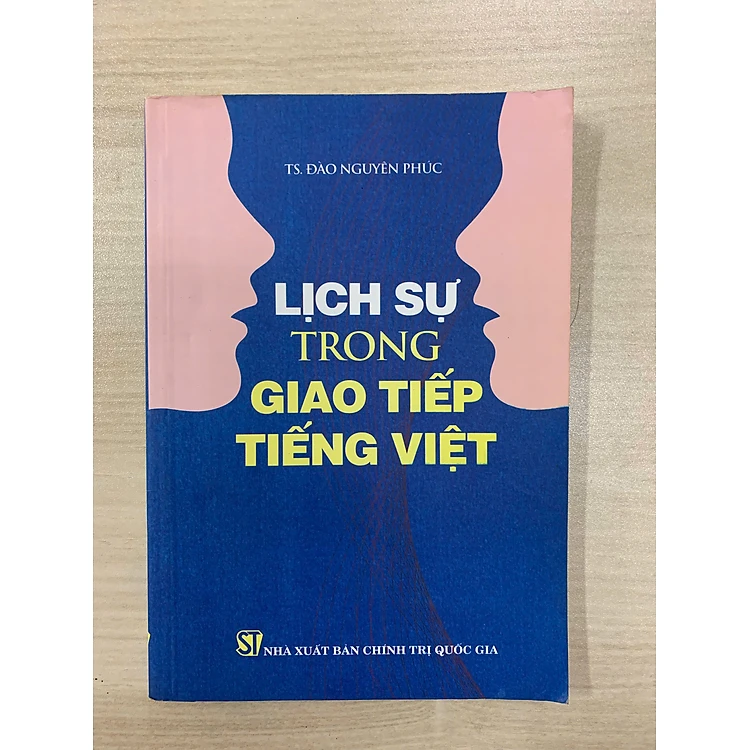 TS. ĐÀO NGUYÊN PHÚC
LỊCH SỰ
TRONG
GIAO TIẾP
TIẾNG VIỆT
ST NHÀ XUẤT BẢN CHÍNH TRỊ QUỐC GIA